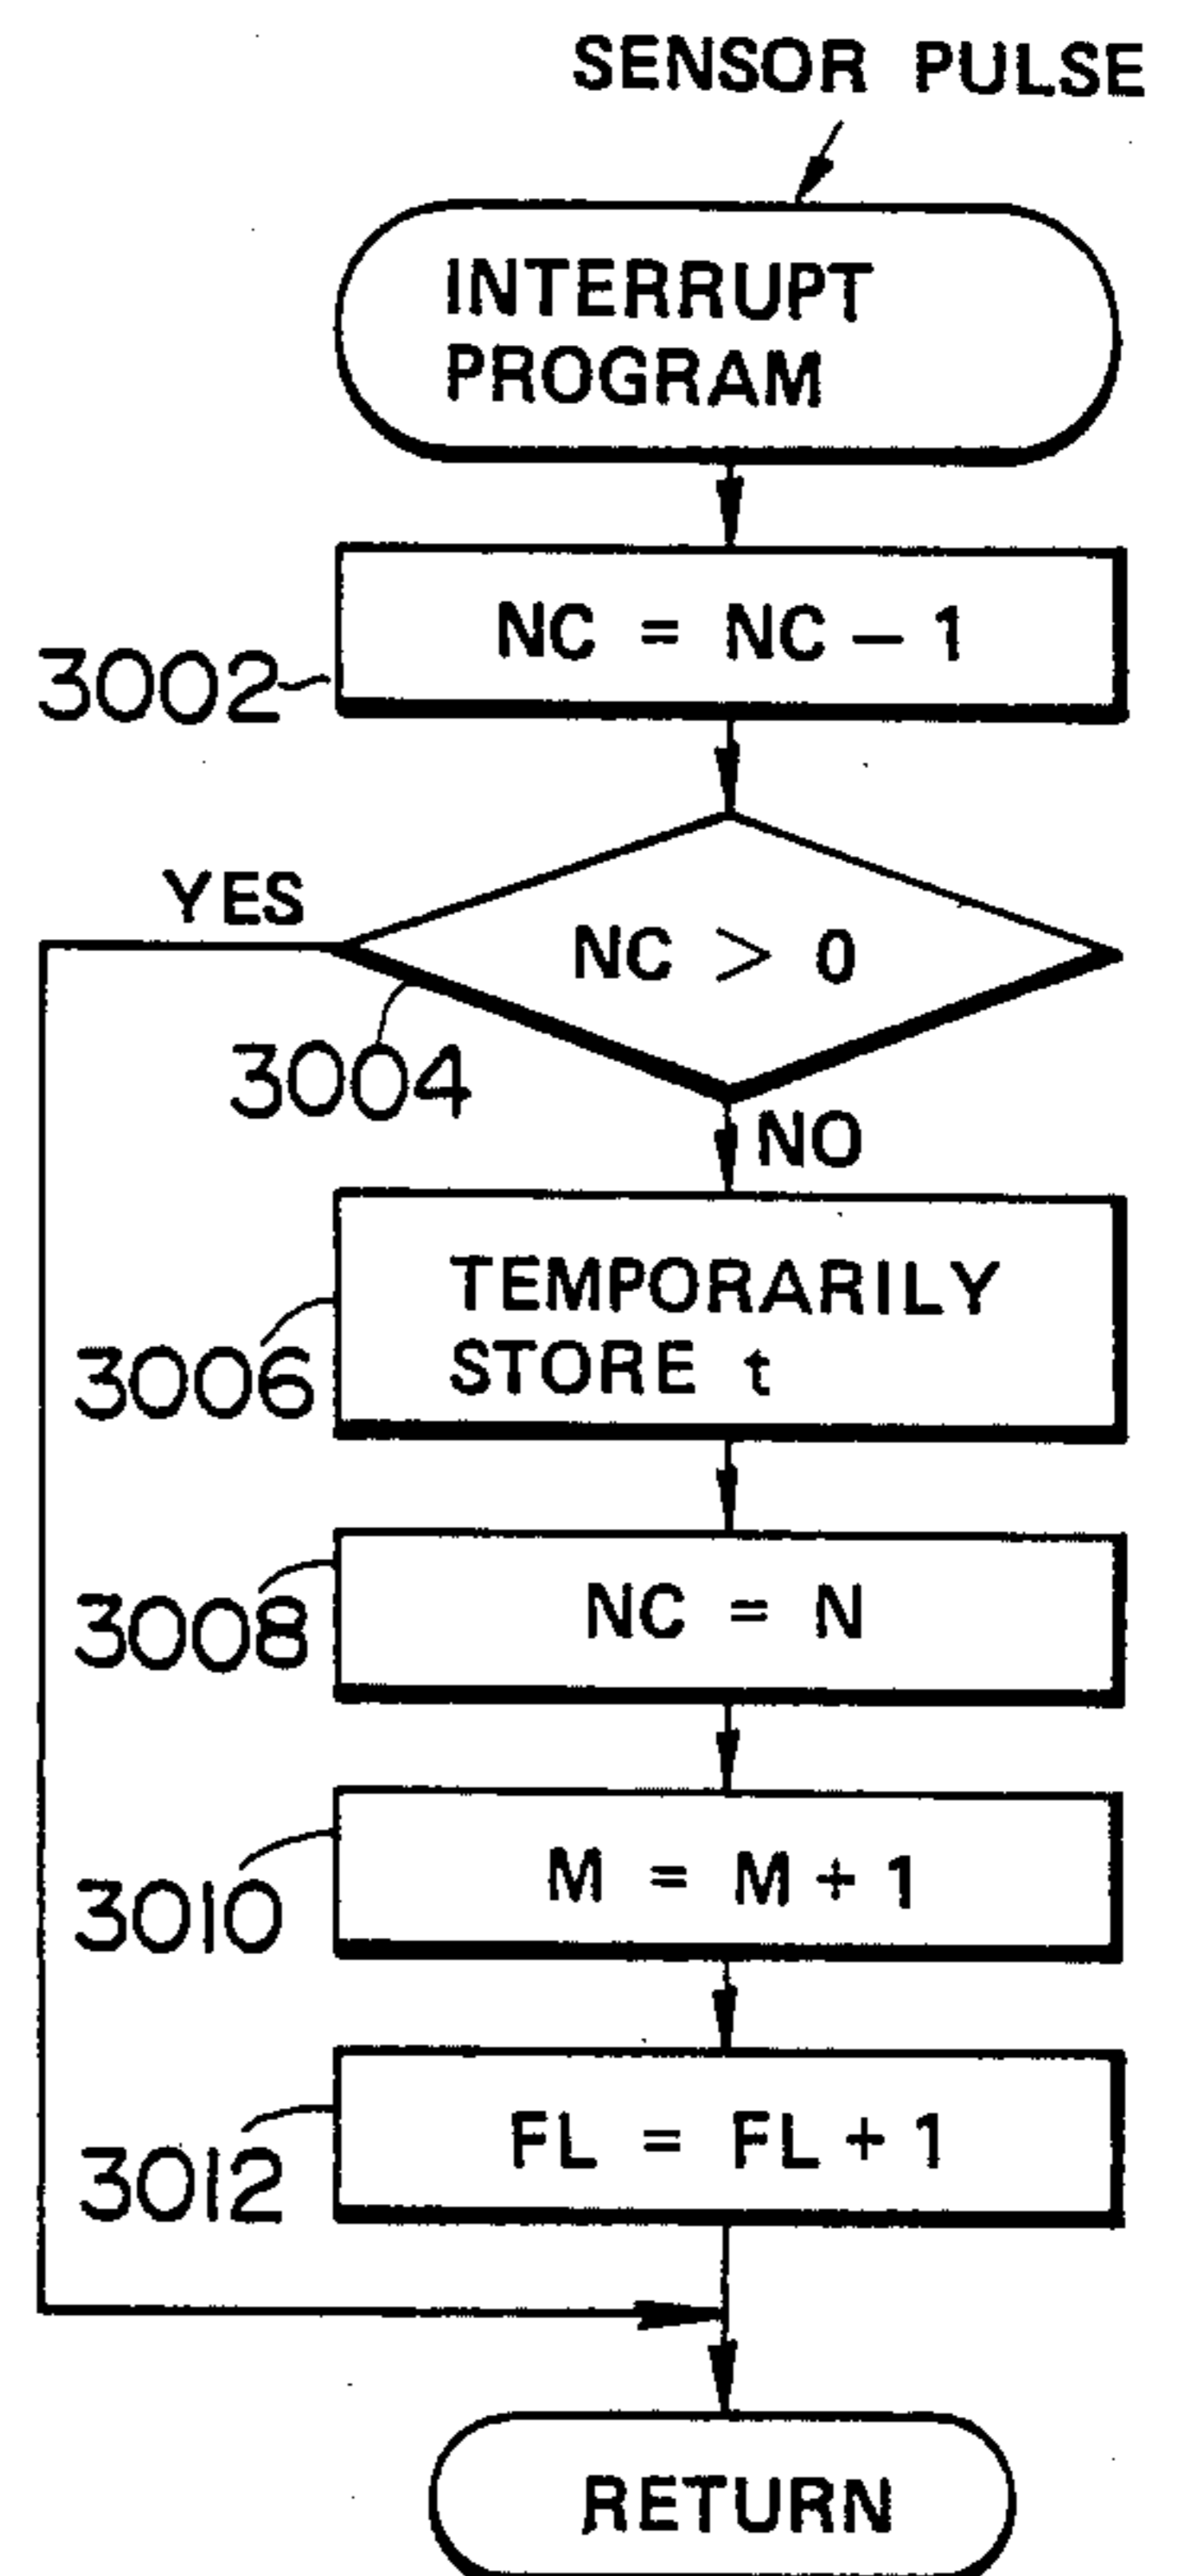 SENSOR PULSE
INTERRUPT
PROGRAM
NC = NC - 1
3002
YES
NC > 0
3004
NO
TEMPORARILY
STORE t
3006
NC = N
3008
M = M + 1
3010
FL = FL + 1
3012
RETURN